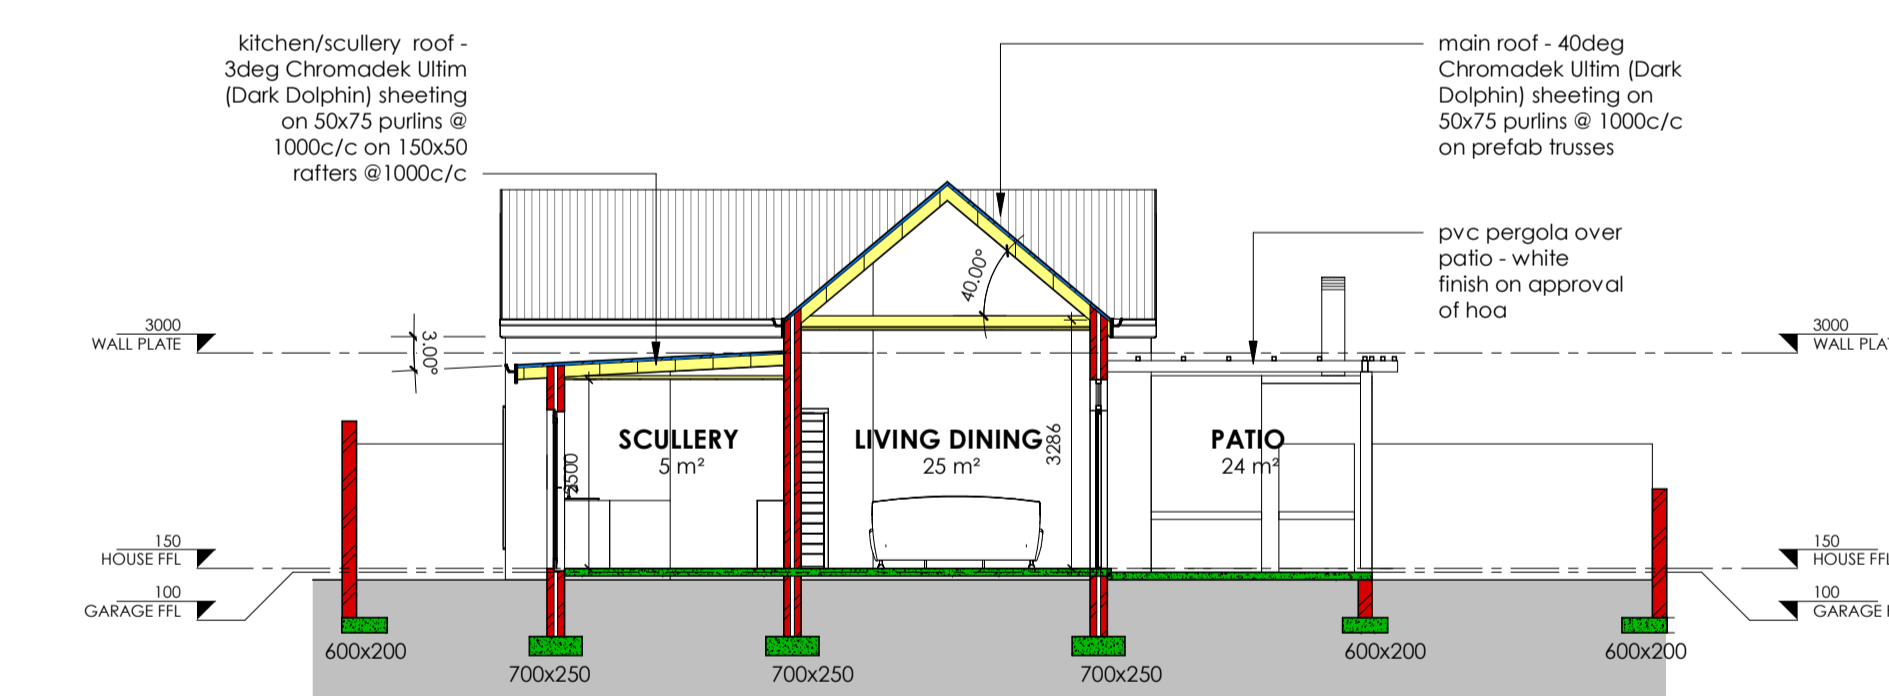 kitchen/scullery roof -
3deg Chromadek Ultim
(Dark Dolphin) sheeting
on 50x75 purlins @
1000c/c on 150x50
rafters @1000c/c
main roof - 40deg
Chromadek Ultim (Dark
Dolphin) sheeting on
50x75 purlins @ 1000c/c
on prefab trusses
pvc pergola over
patio - white
finish on approval
of hoa
40.00°
3.00°
3000
WALL PLATE
3000
WALL PLA
SCULLERY
5 m²
2500
LIVING DINING
25 m²
3286
PATIO
24 m²
150
HOUSE FFL
100
GARAGE FFL
150
HOUSE FFL
100
GARAGE
600x200
700x250
700x250
700x250
600x200
600x200